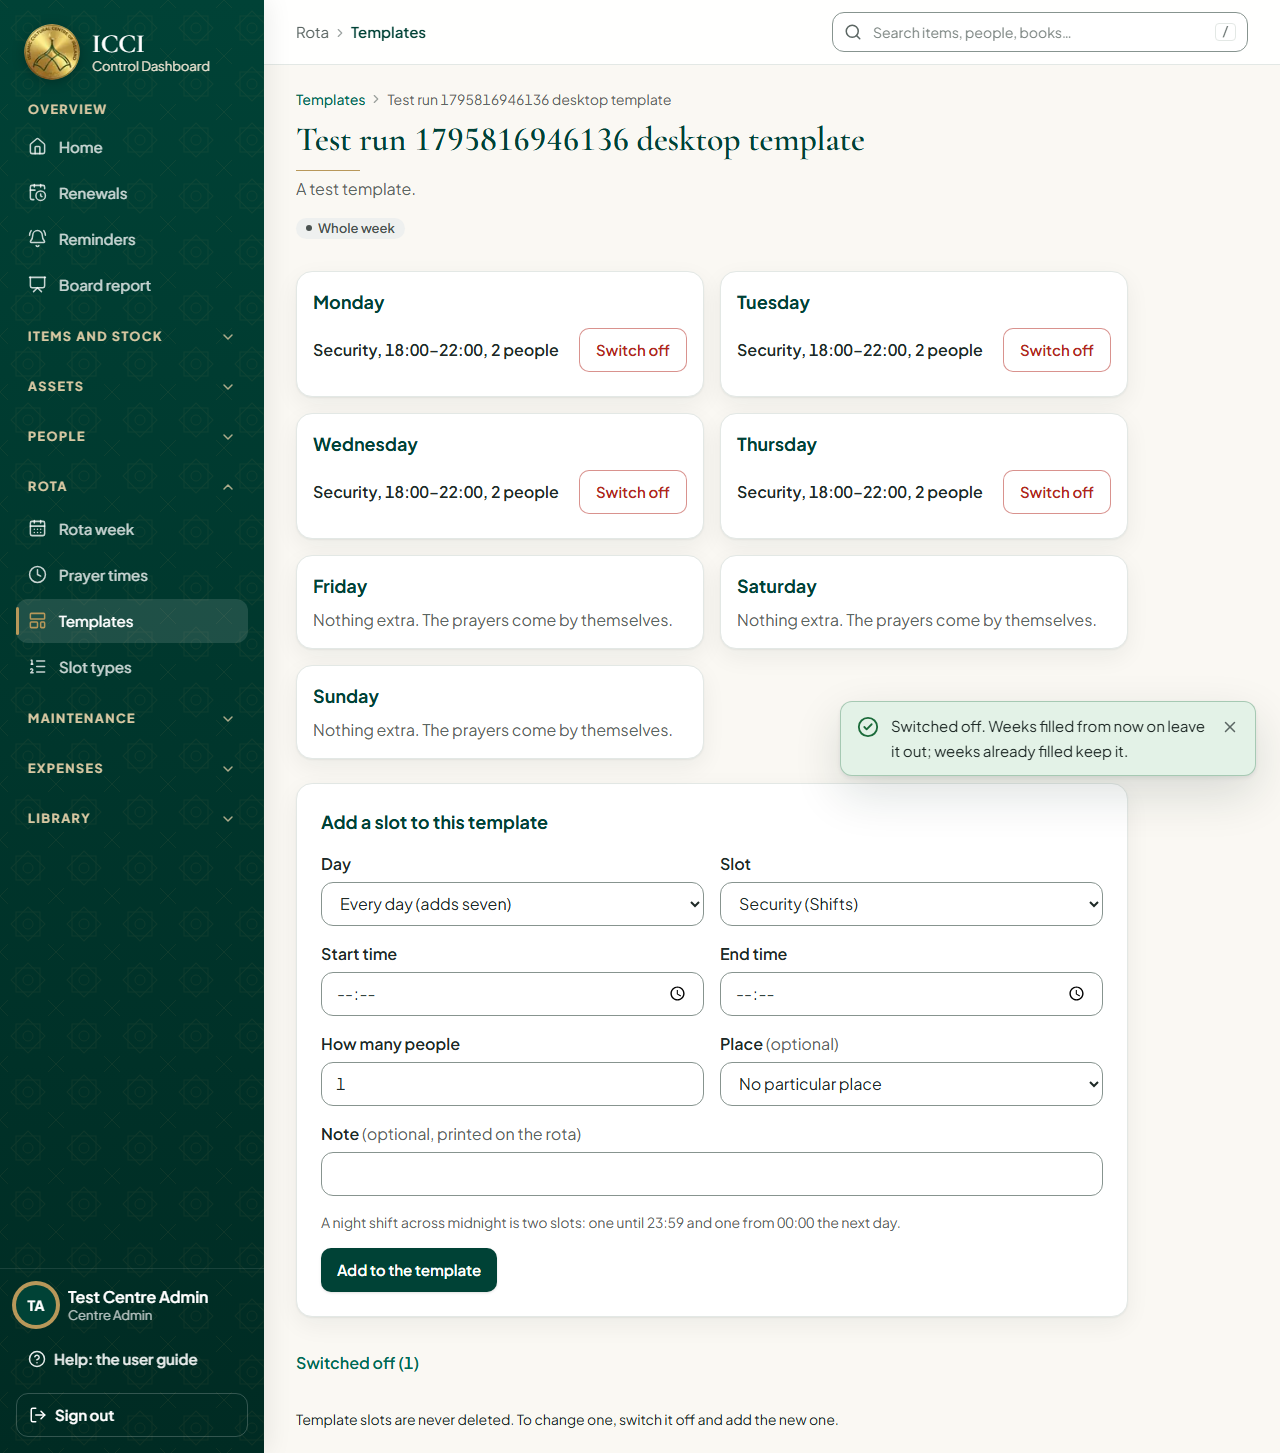 ICCI
Control Dashboard
OVERVIEW
Home
Renewals
Reminders
Board report
ITEMS AND STOCK
ASSETS
PEOPLE
ROTA
Rota week
Prayer times
Templates
Slot types
MAINTENANCE
EXPENSES
LIBRARY
TA
Test Centre Admin
Centre Admin
Help: the user guide
Sign out
Rota > Templates
Search items, people, books...
/
Templates > Test run 1795816946136 desktop template
Test run 1795816946136 desktop template
A test template.
Whole week
Monday
Security, 18:00–22:00, 2 people
Switch off
Tuesday
Security, 18:00–22:00, 2 people
Switch off
Wednesday
Security, 18:00–22:00, 2 people
Switch off
Thursday
Security, 18:00–22:00, 2 people
Switch off
Friday
Nothing extra. The prayers come by themselves.
Saturday
Nothing extra. The prayers come by themselves.
Sunday
Nothing extra. The prayers come by themselves.
Switched off. Weeks filled from now on leave
it out; weeks already filled keep it.
Add a slot to this template
Day
Every day (adds seven)
Slot
Security (Shifts)
Start time
--:--
End time
--:--
How many people
1
Place (optional)
No particular place
Note (optional, printed on the rota)
A night shift across midnight is two slots: one until 23:59 and one from 00:00 the next day.
Add to the template
Switched off (1)
Template slots are never deleted. To change one, switch it off and add the new one.